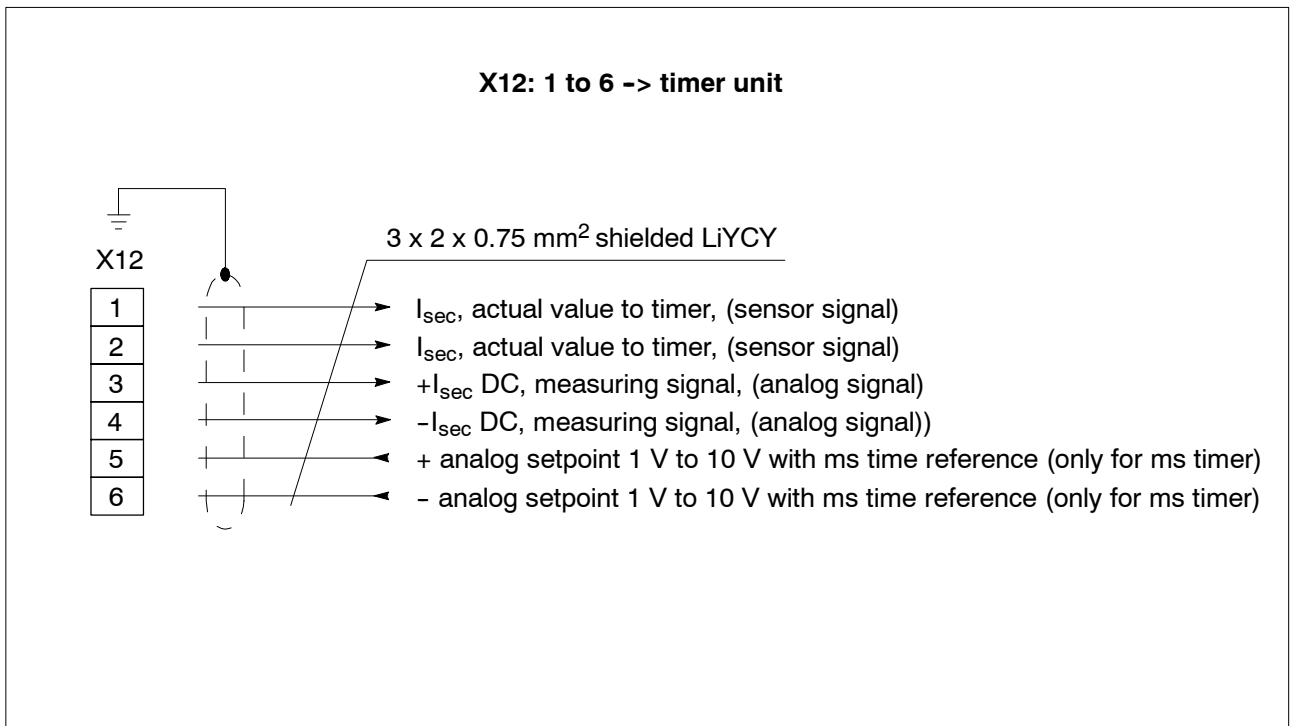 X12: 1 to 6 -> timer unit
3 x 2 x 0.75 mm² shielded LiYCY
X12
1 Isec, actual value to timer, (sensor signal)
2 Isec, actual value to timer, (sensor signal)
3 +Isec DC, measuring signal, (analog signal)
4 -Isec DC, measuring signal, (analog signal))
5 + analog setpoint 1 V to 10 V with ms time reference (only for ms timer)
6 - analog setpoint 1 V to 10 V with ms time reference (only for ms timer)